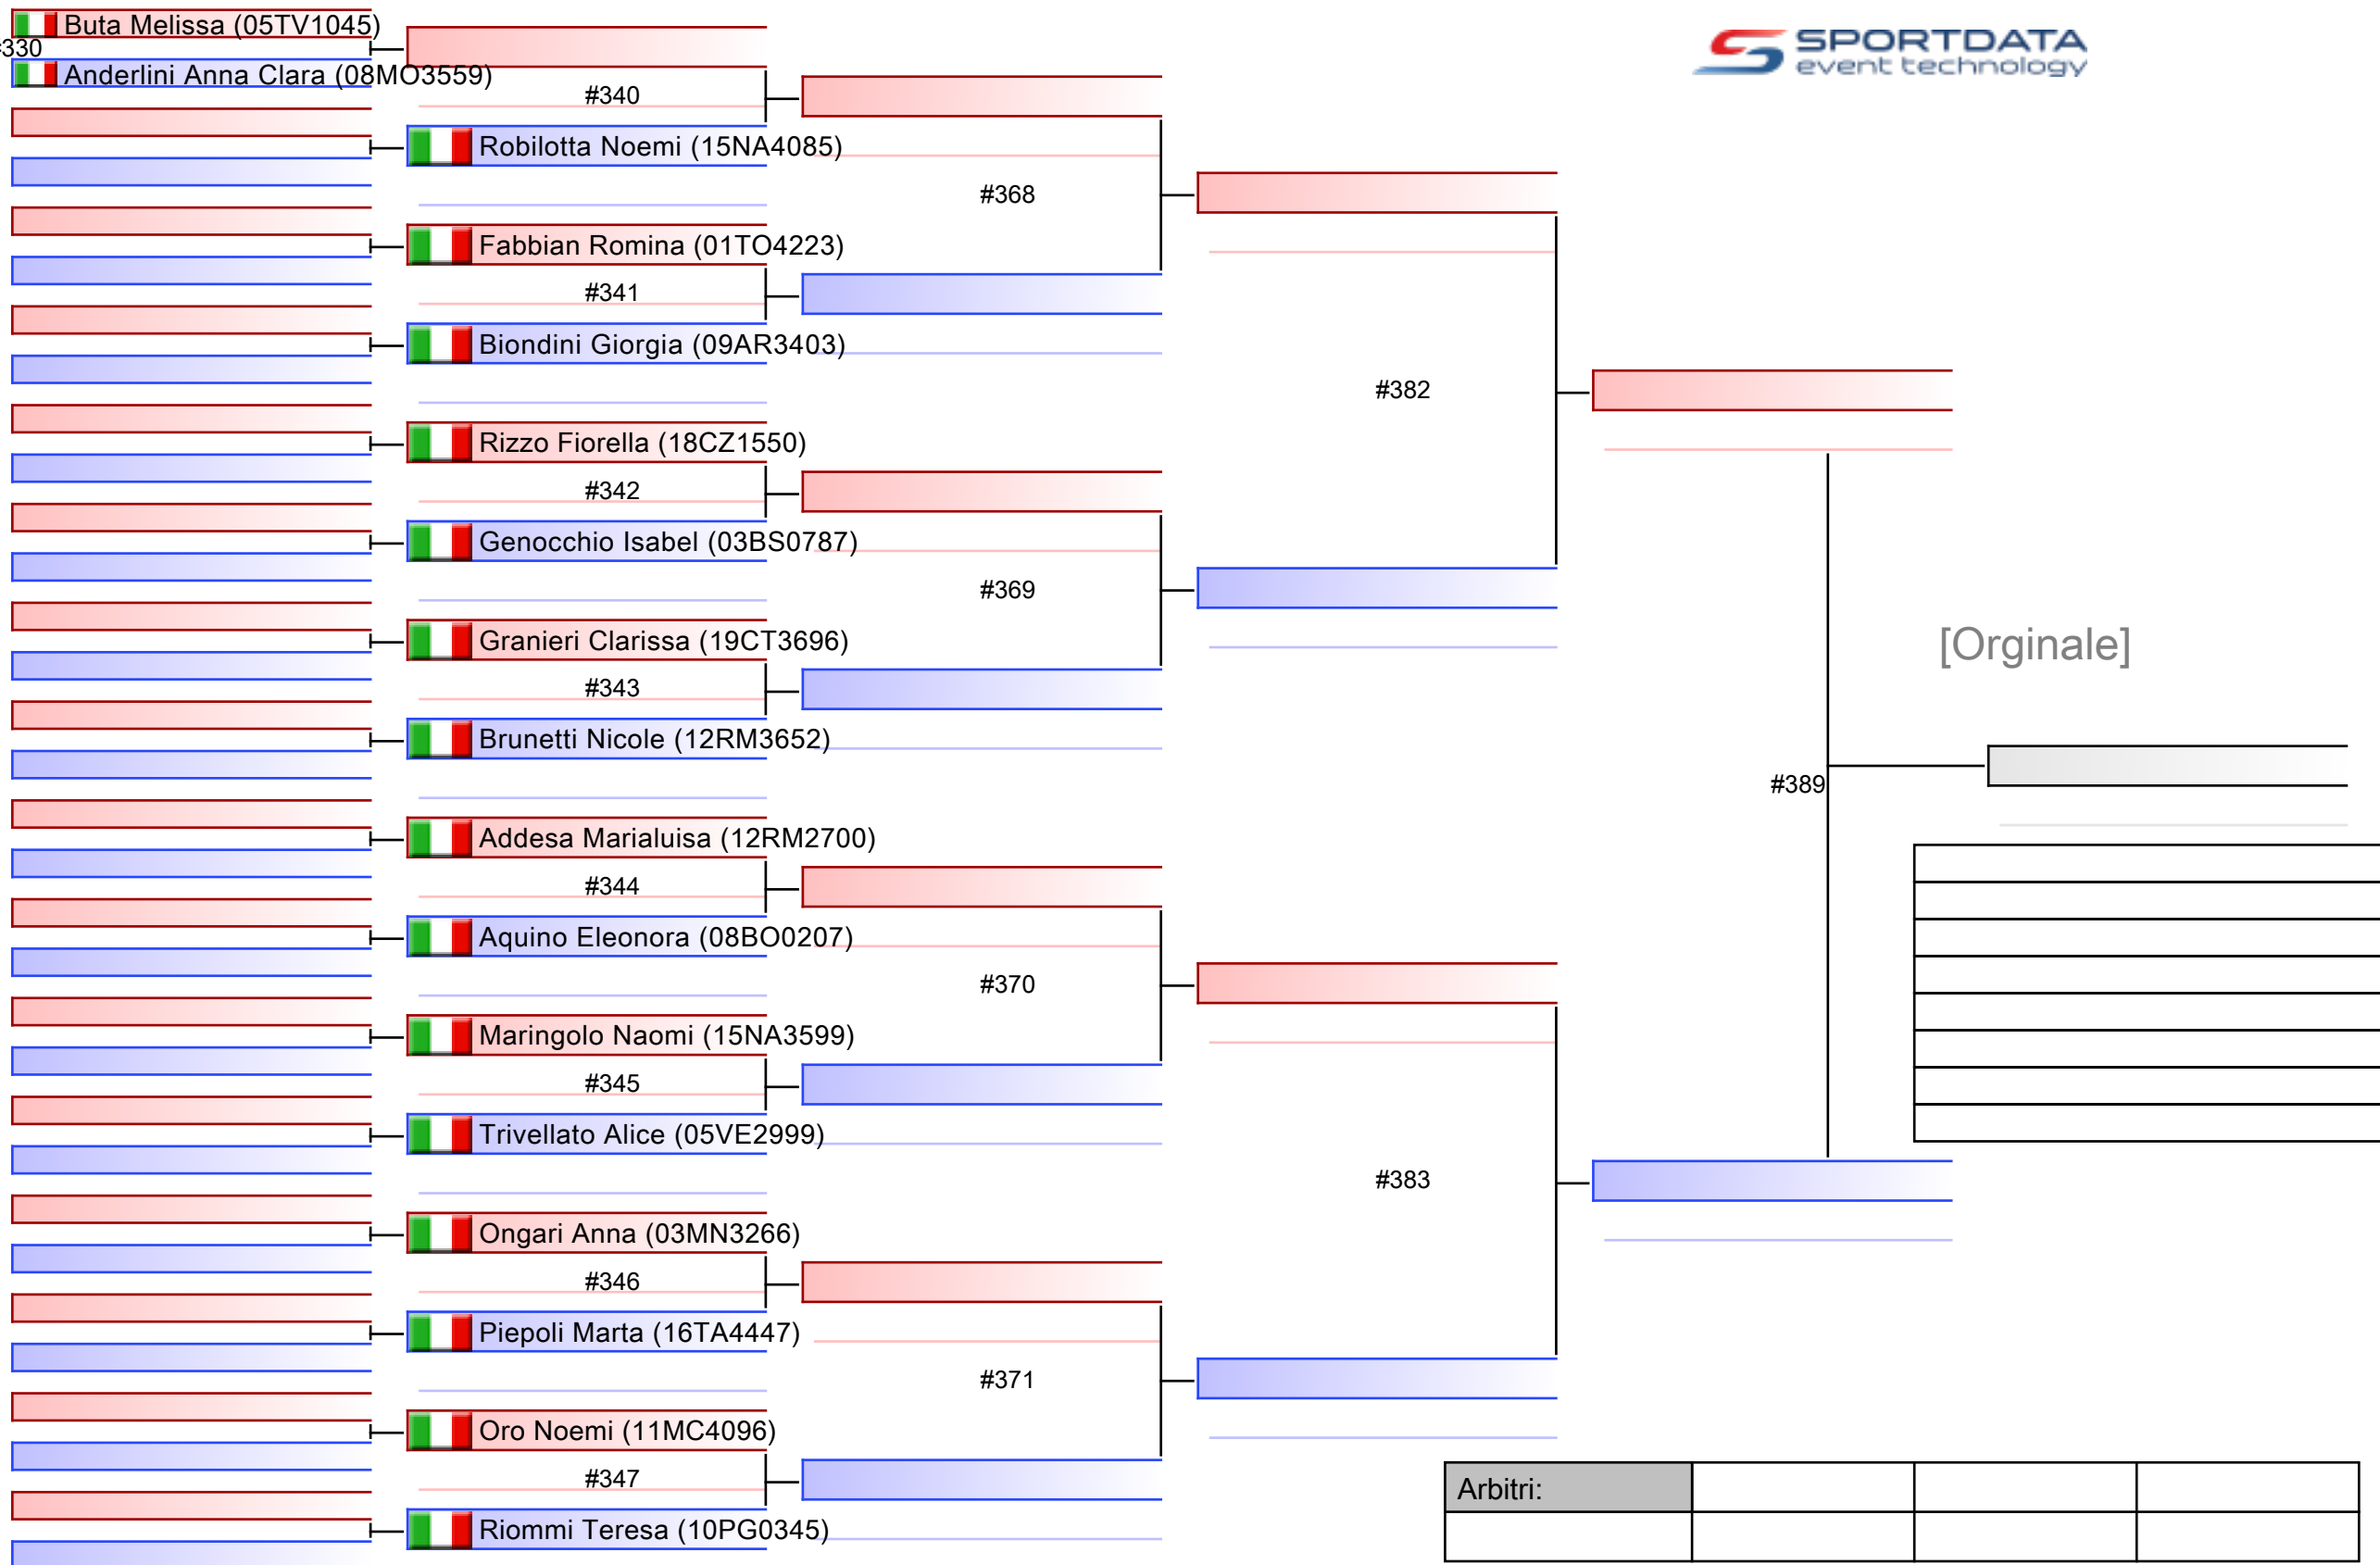 Buta Melissa (05TV1045)
#330
Anderlini Anna Clara (08MO3559)
SPORTDATA
event technology
#340
Robilotta Noemi (15NA4085)
#368
Fabbian Romina (01TO4223)
#341
Biondini Giorgia (09AR3403)
#382
Rizzo Fiorella (18CZ1550)
#342
Genocchio Isabel (03BS0787)
#369
Granieri Clarissa (19CT3696)
[Orginale]
#343
Brunetti Nicole (12RM3652)
#389
Addesa Marialuisa (12RM2700)
#344
Aquino Eleonora (08BO0207)
#370
Maringolo Naomi (15NA3599)
#345
Trivellato Alice (05VE2999)
#383
Ongari Anna (03MN3266)
#346
Piepoli Marta (16TA4447)
#371
Oro Noemi (11MC4096)
#347
Arbitri:
Riommi Teresa (10PG0345)